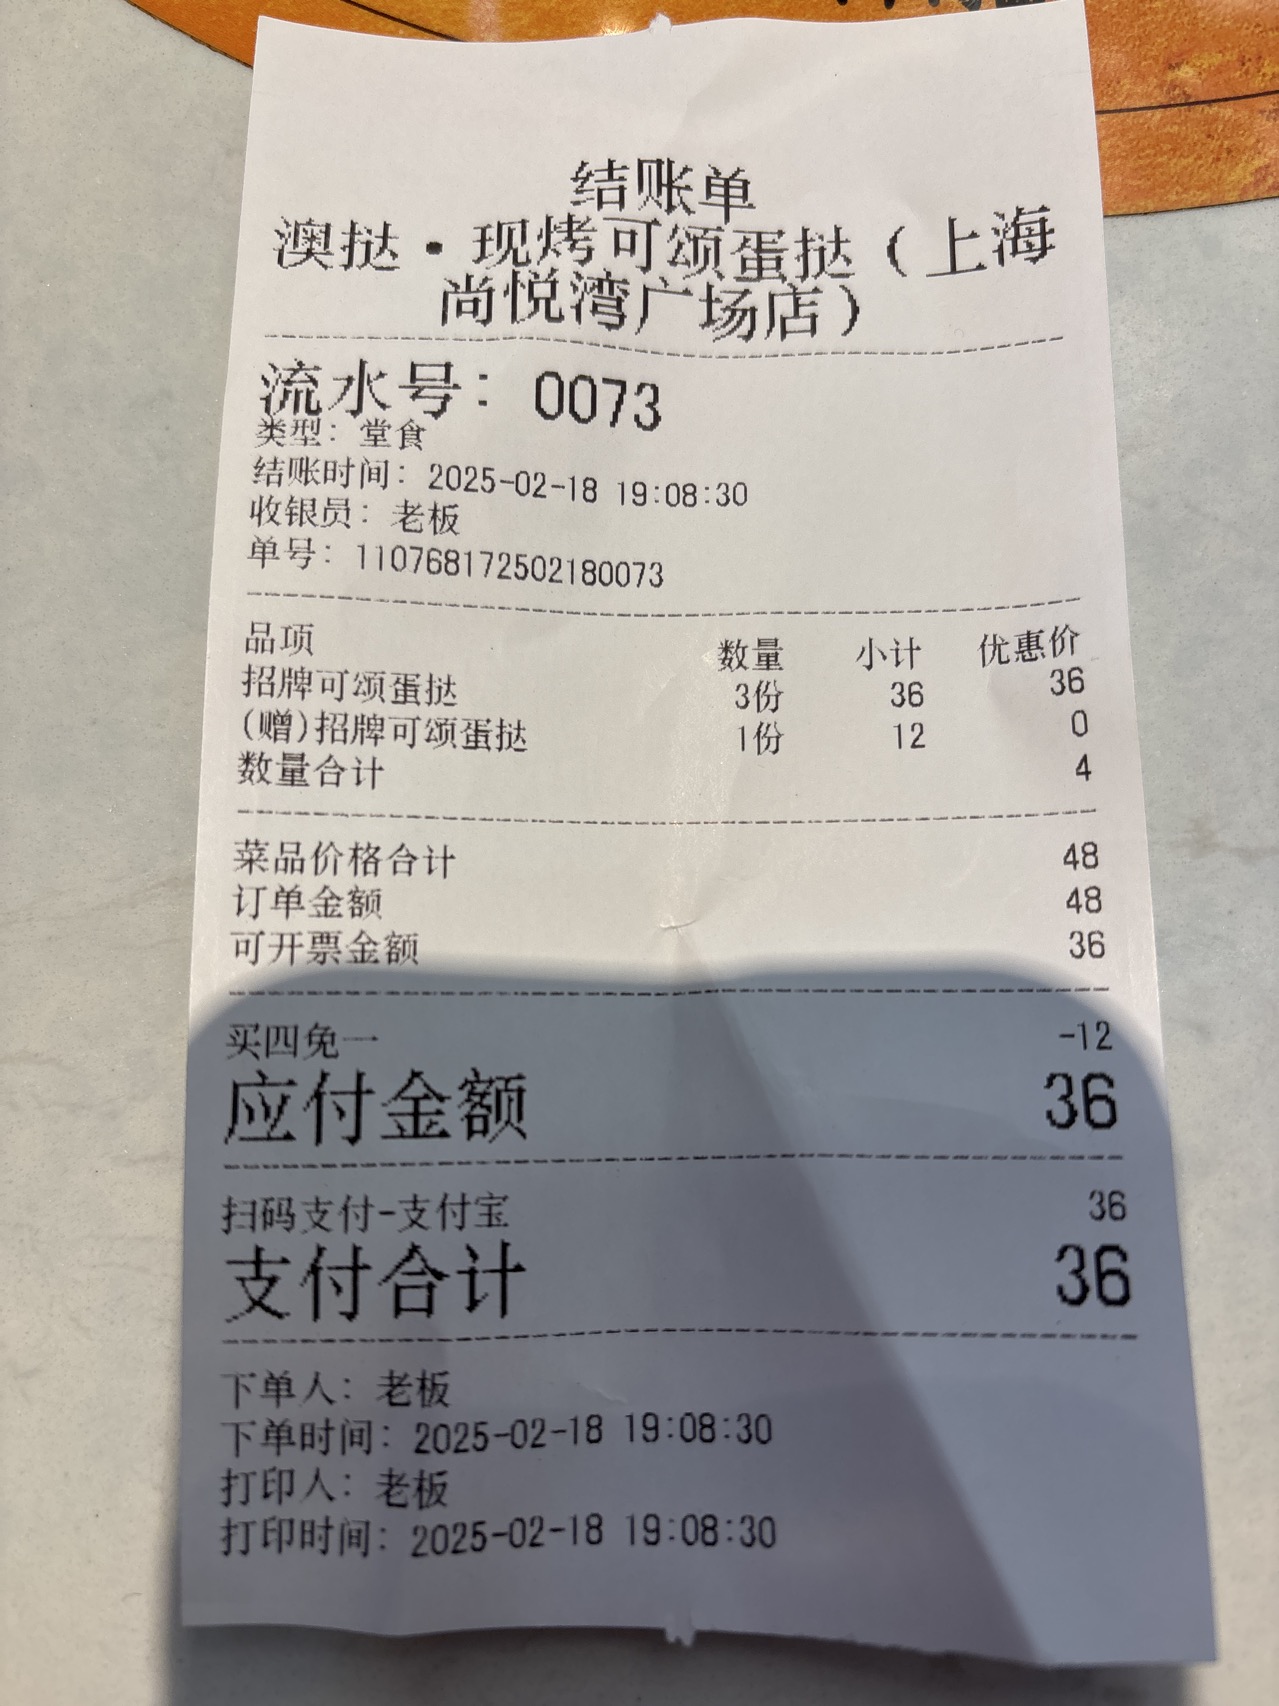 结账单
澳挞·现烤可颂蛋挞(上海
尚悦湾广场店)
流水号: 0073
类型: 堂食
结账时间: 2025-02-18 19:08:30
收银员: 老板
单号: 110768172502180073
品项 数量 小计 优惠价
招牌可颂蛋挞 3份 36 36
(赠)招牌可颂蛋挞 1份 12 0
数量合计 4
菜品价格合计 48
订单金额 48
可开票金额 36
买四免一 -12
应付金额 36
扫码支付-支付宝 36
支付合计 36
下单人: 老板
下单时间: 2025-02-18 19:08:30
打印人: 老板
打印时间: 2025-02-18 19:08:30